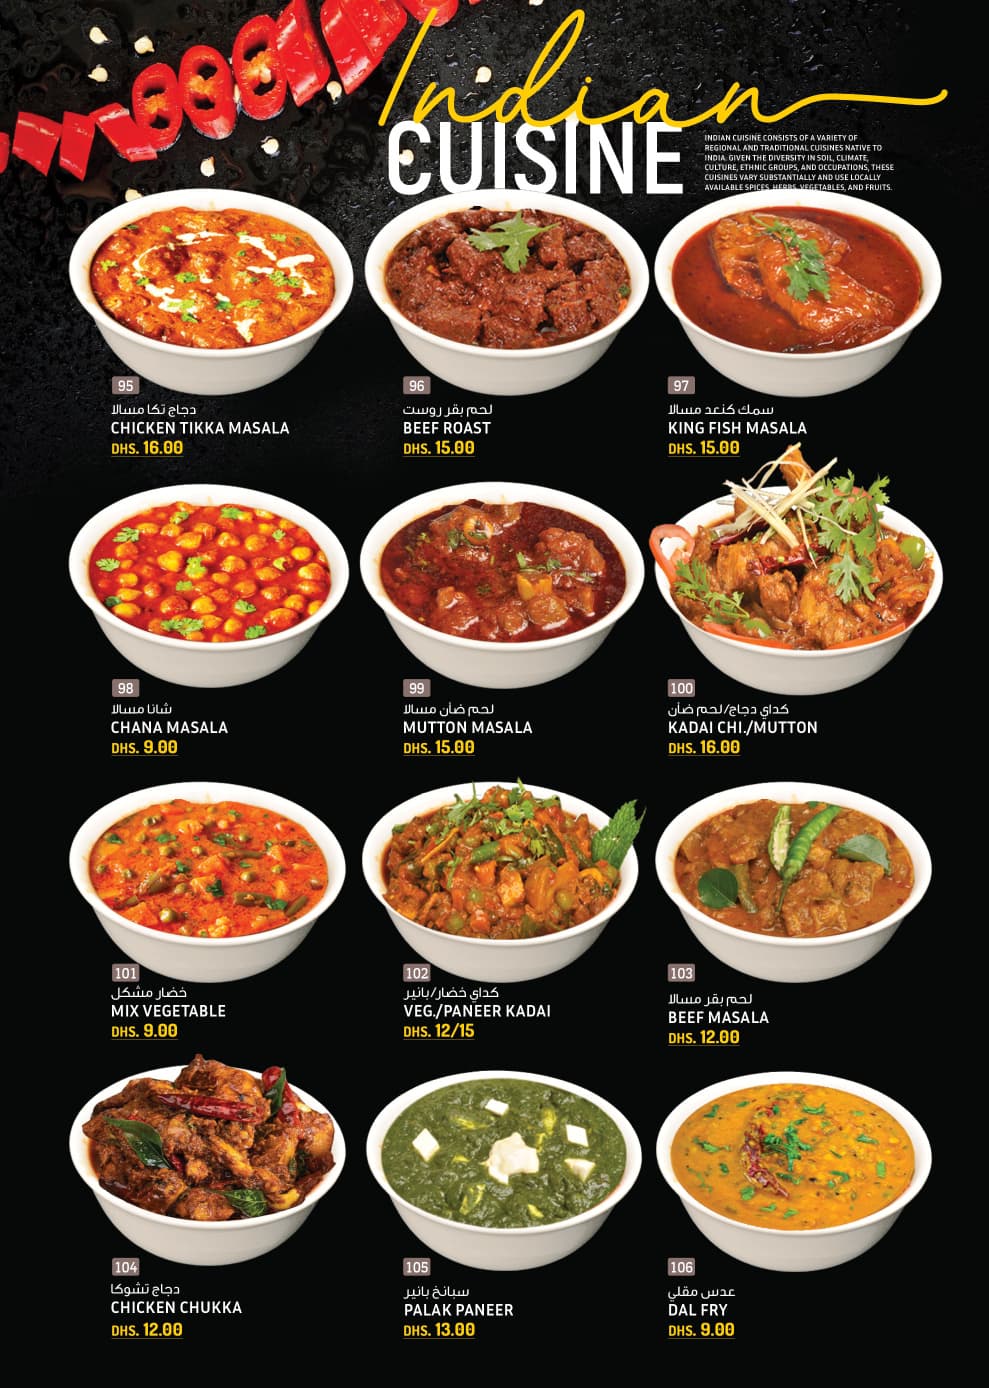 Indian
CUISINE
INDIAN CUISINE CONSISTS OF A VARIETY OF
REGIONAL AND TRADITIONAL CUISINES NATIVE TO
INDIA. GIVEN THE DIVERSITY IN SOIL, CLIMATE,
CULTURE, ETHNIC GROUPS, AND OCCUPATIONS, THESE
CUISINES VARY SUBSTANTIALLY AND USE LOCALLY
AVAILABLE SPICES, HERBS, VEGETABLES, AND FRUITS.
95
دجاج تكا مسالا
CHICKEN TIKKA MASALA
DHS. 16.00
96
لحم بقر روست
BEEF ROAST
DHS. 15.00
97
سمك كنعد مسالا
KING FISH MASALA
DHS. 15.00
98
شانا مسالا
CHANA MASALA
DHS. 9.00
99
لحم ضأن مسالا
MUTTON MASALA
DHS. 15.00
100
كداي دجاج/لحم ضأن
KADAI CHI./MUTTON
DHS. 16.00
101
خضار مشكل
MIX VEGETABLE
DHS. 9.00
102
كداي خضار/بانير
VEG./PANEER KADAI
DHS. 12/15
103
لحم بقر مسالا
BEEF MASALA
DHS. 12.00
104
دجاج تشوكا
CHICKEN CHUKKA
DHS. 12.00
105
سبانخ بانير
PALAK PANEER
DHS. 13.00
106
عدس مقلي
DAL FRY
DHS. 9.00